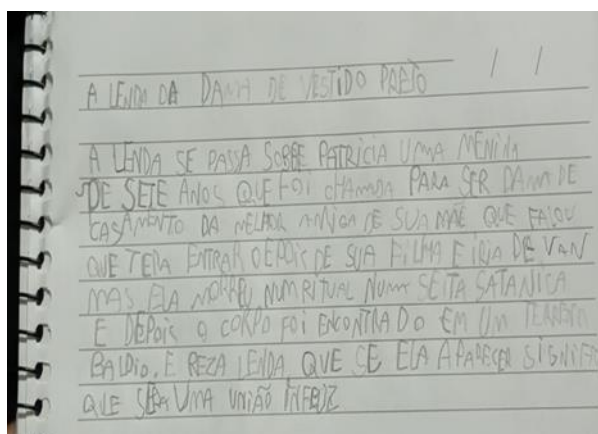 A LENDA DA DAMA DE VESTIDO PRETO / /
A LENDA SE PASSA SOBRE PATRICIA UMA MENINA
DE SETE ANOS QUE FOI CHAMADA PARA SER DAMA DE
CASAMENTO DA MELHOR AMIGA DE SUA MÃE QUE FALOU
QUE TERA ENTRAR DEPOIS DE SUA FILHA E IRIA DE VAN
MAS ELA MORREU NUM RITUAL NUMA SEITA SATANICA
E DEPOIS O CORPO FOI ENCONTRADO EM UM TERRENO
BALDIO. E REZA LENDA QUE SE ELA APARECER SIGNIFI
QUE SERA UMA UNIÃO INFELIZ